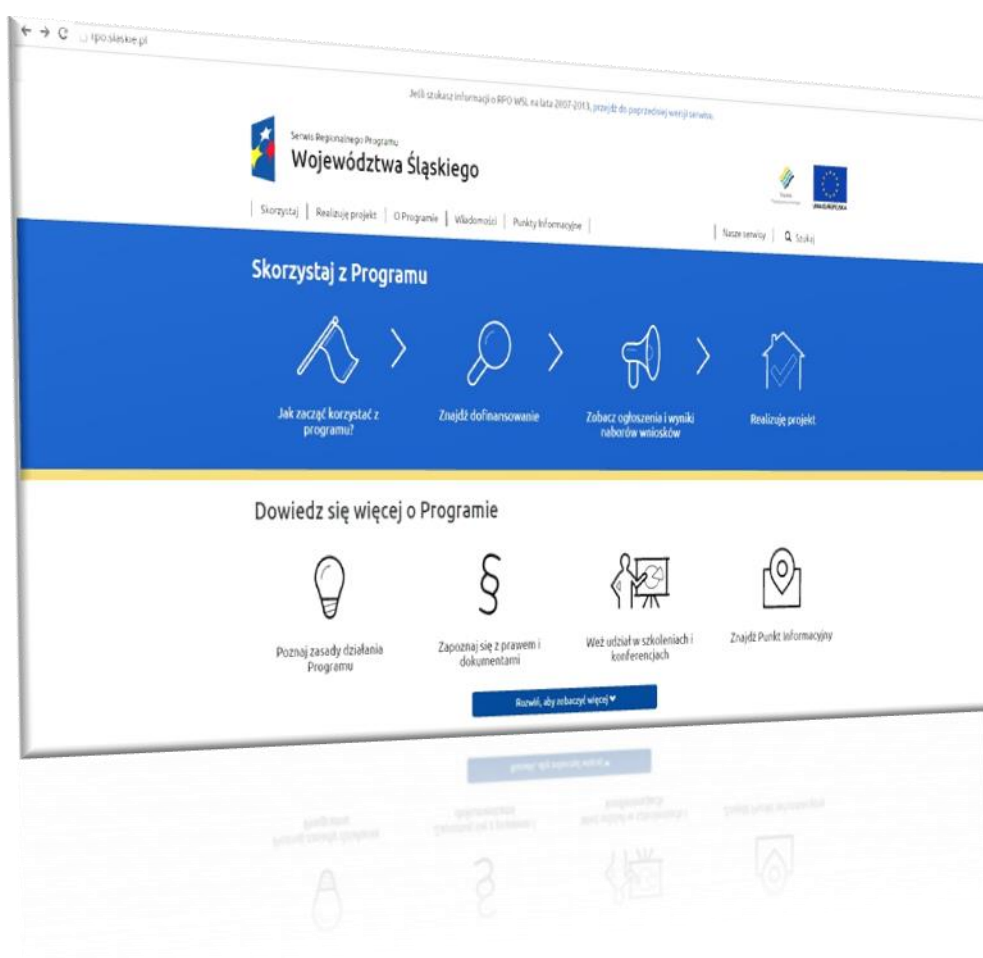 rpo.slaskie.pl
Jeśli szukasz informacji o RPO WSL na lata 2007-2013, przejdź do poprzedniej wersji serwisu.
Serwis Regionalnego Programu
Województwa Śląskiego
UNIA EUROPEJSKA
Skorzystaj | Realizuję projekt | O Programie | Wiadomości | Punkty Informacyjne |
| Nasze serwisy | Szukaj
Skorzystaj z Programu
Jak zacząć korzystać z
programu?
Znajdź dofinansowanie
Zobacz ogłoszenia i wyniki
naborów wniosków
Realizuję projekt
Dowiedz się więcej o Programie
Poznaj zasady działania
Programu
Zapoznaj się z prawem i
dokumentami
Weź udział w szkoleniach i
konferencjach
Znajdź Punkt Informacyjny
Rozwiń, aby zobaczyć więcej